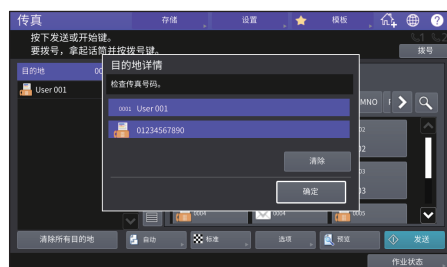 传真
存储
设置
模板
按下发送或开始键。
要拨号，拿起话筒并按拨号键。
拨号
目的地
User 001
目的地详情
检查传真号码。
0001 User 001
01234567890
清除
确定
MNO
0004
0004
0005
清除所有目的地
自动
标准
选项
预览
发送
作业状态